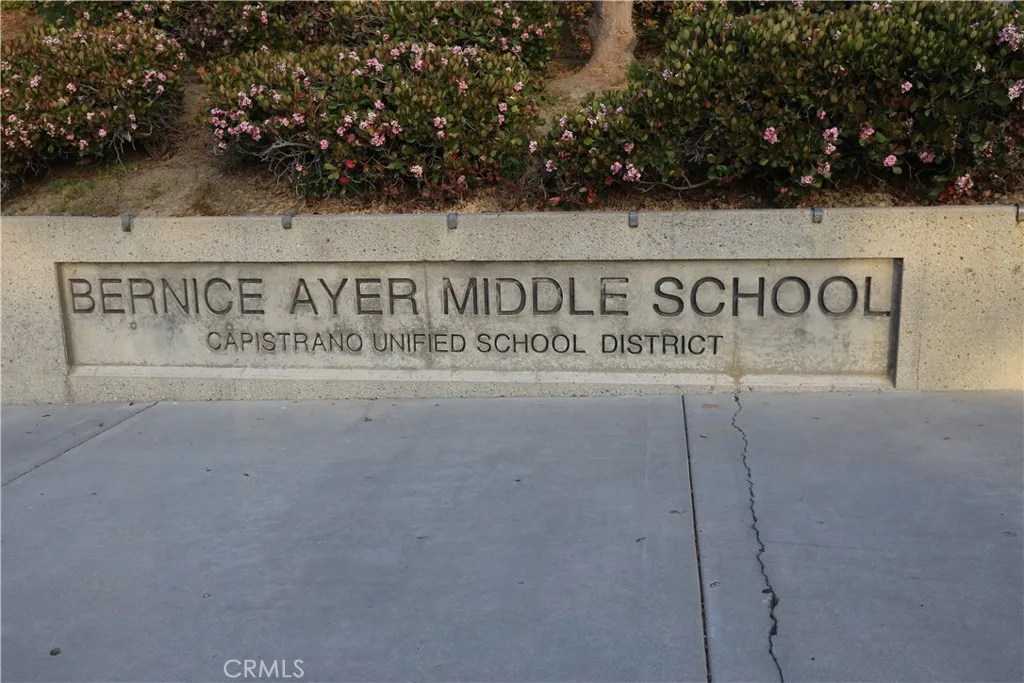 BERNICE AYER MIDDLE SCHOOL
CAPISTRANO UNIFIED SCHOOL DISTRICT
CRMLS